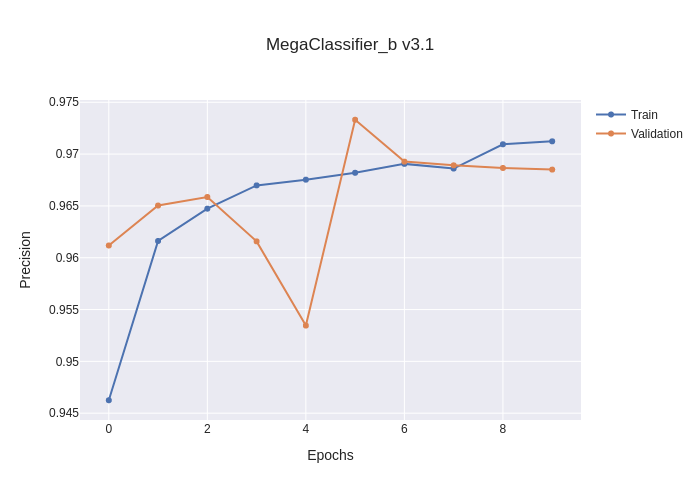 MegaClassifier_b v3.1
Train
Validation
0.975
0.97
0.965
0.96
0.955
0.95
0.945
Precision
0 2 4 6 8
Epochs